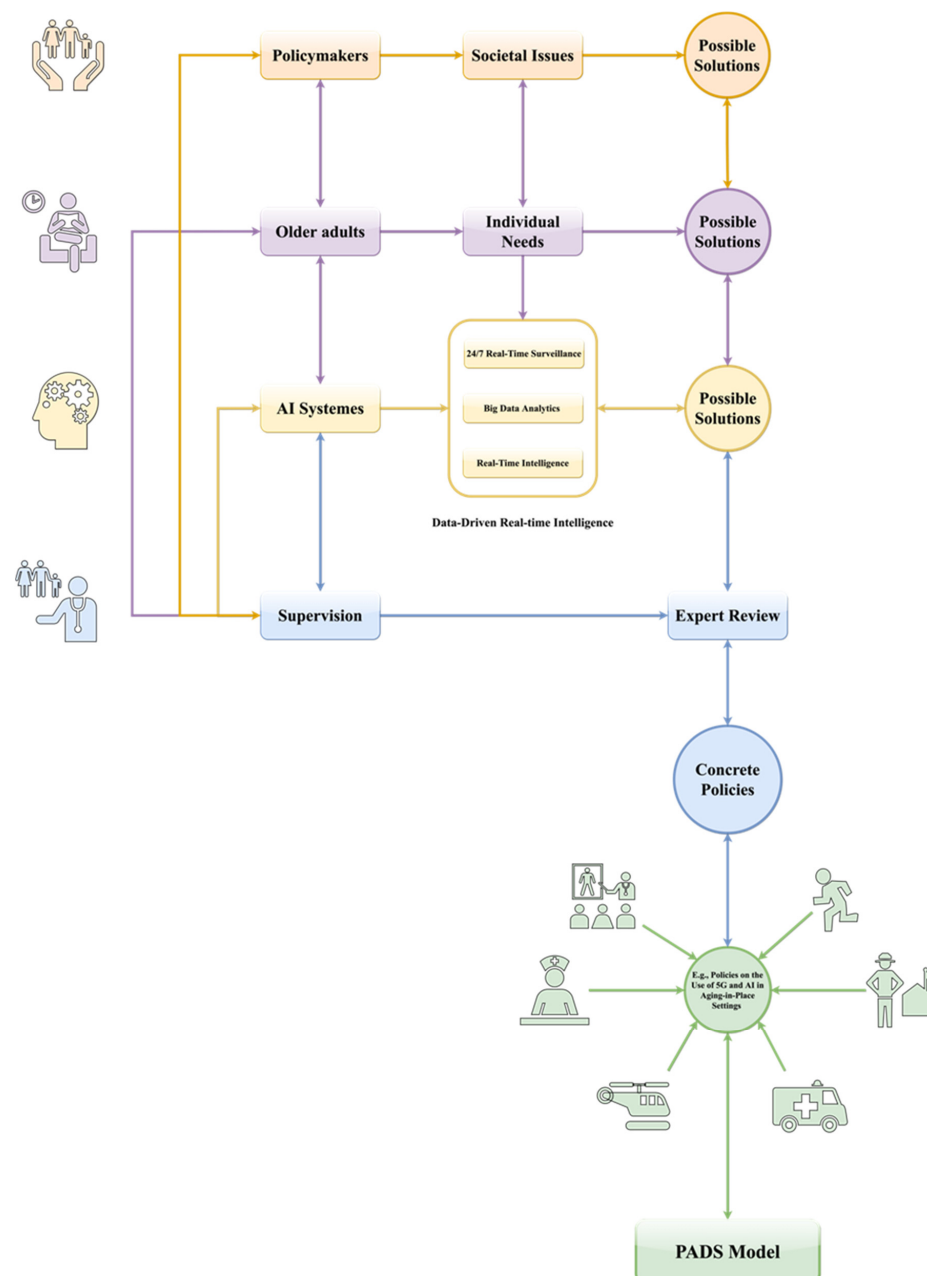 Policymakers
Societal Issues
Possible
Solutions
Older adults
Individual
Needs
Possible
Solutions
24/7 Real-Time Surveillance
AI Systemes
Big Data Analytics
Possible
Solutions
Real-Time Intelligence
Data-Driven Real-time Intelligence
Supervision
Expert Review
Concrete
Policies
E.g., Policies on the
Use of 5G and AI in
Aging-in-Place
Settings
PADS Model